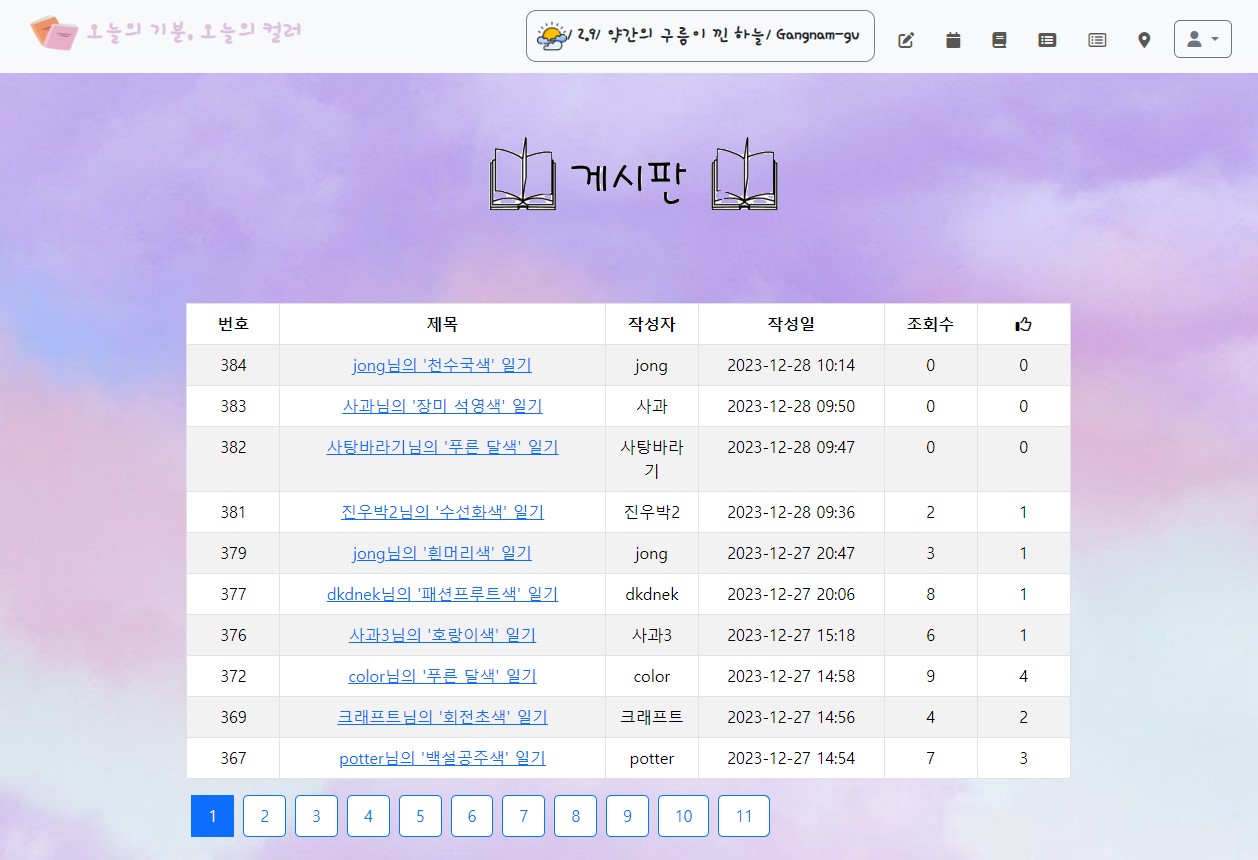 오늘의 기분, 오늘의 컬러
/ 2.9/ 약간의 구름이 낀 하늘/ Gangnam-gu
게시판
번호 제목 작성자 작성일 조회수
384 jong님의 '천수국색' 일기 jong 2023-12-28 10:14 0 0
383 사과님의 '장미 석영색' 일기 사과 2023-12-28 09:50 0 0
382 사탕바라기님의 '푸른 달색' 일기 사탕바라기 2023-12-28 09:47 0 0
381 진우박2님의 '수선화색' 일기 진우박2 2023-12-28 09:36 2 1
379 jong님의 '흰머리색' 일기 jong 2023-12-27 20:47 3 1
377 dkdnek님의 '패션프루트색' 일기 dkdnek 2023-12-27 20:06 8 1
376 사과3님의 '호랑이색' 일기 사과3 2023-12-27 15:18 6 1
372 color님의 '푸른 달색' 일기 color 2023-12-27 14:58 9 4
369 크래프트님의 '회전초색' 일기 크래프트 2023-12-27 14:56 4 2
367 potter님의 '백설공주색' 일기 potter 2023-12-27 14:54 7 3
1 2 3 4 5 6 7 8 9 10 11